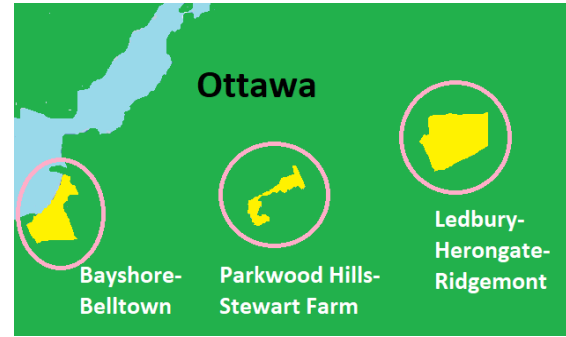 Ottawa
Bayshore-
Belltown
Parkwood Hills-
Stewart Farm
Ledbury-
Herongate-
Ridgemont